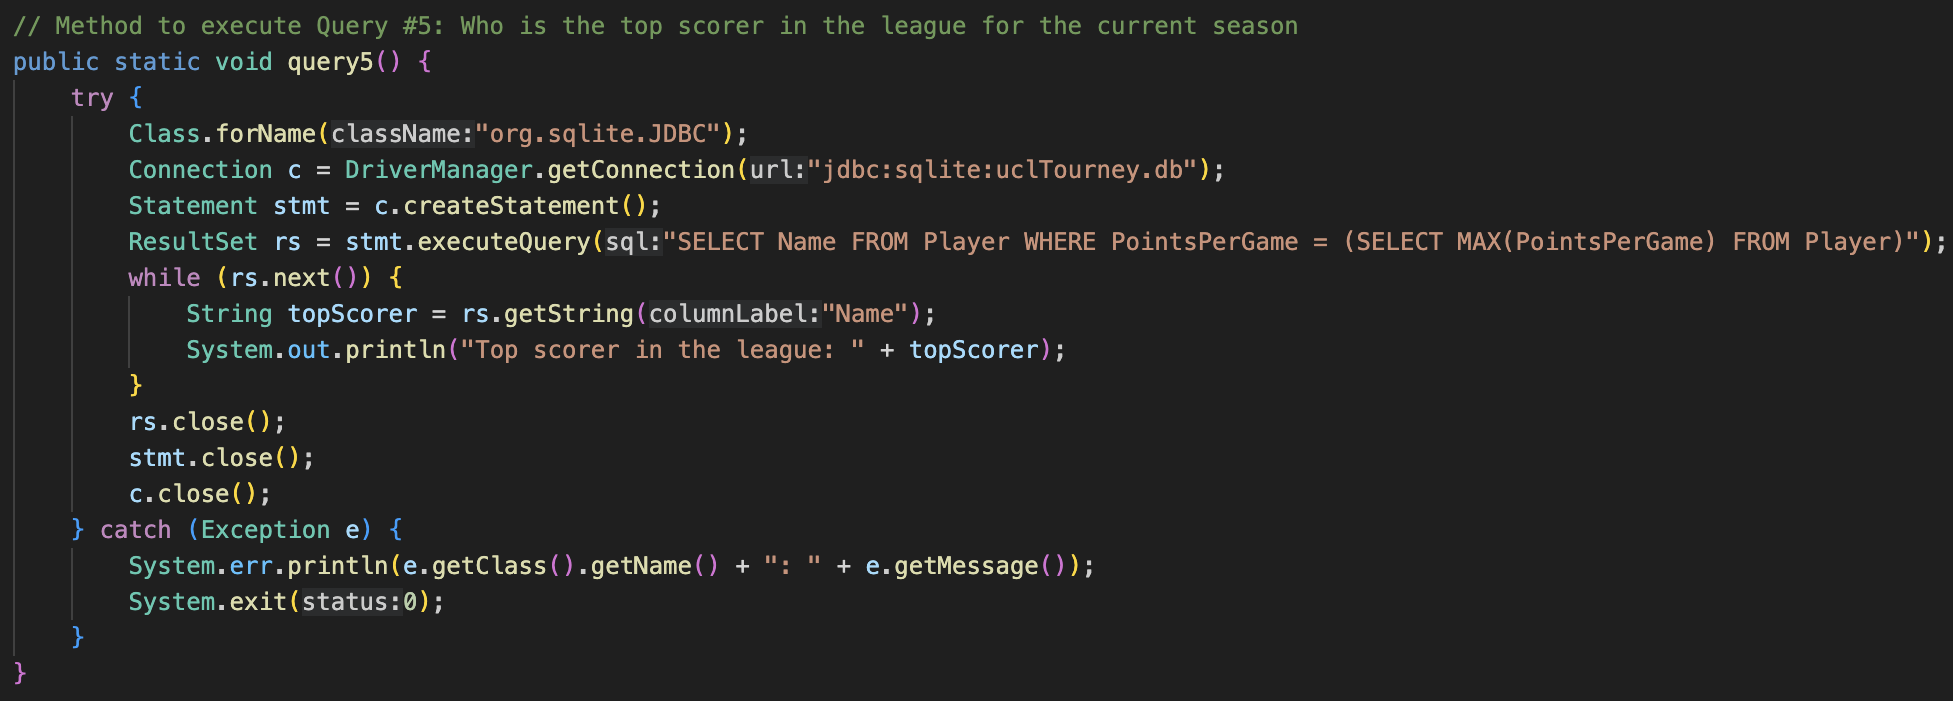 // Method to execute Query #5: Who is the top scorer in the league for the current season
public static void query5() {
    try {
        Class.forName(className:"org.sqlite.JDBC");
        Connection c = DriverManager.getConnection(url:"jdbc:sqlite:uclTourney.db");
        Statement stmt = c.createStatement();
        ResultSet rs = stmt.executeQuery(sql:"SELECT Name FROM Player WHERE PointsPerGame = (SELECT MAX(PointsPerGame) FROM Player)");
        while (rs.next()) {
            String topScorer = rs.getString(columnLabel:"Name");
            System.out.println("Top scorer in the league: " + topScorer);
        }
        rs.close();
        stmt.close();
        c.close();
    } catch (Exception e) {
        System.err.println(e.getClass().getName() + ": " + e.getMessage());
        System.exit(status:0);
    }
}